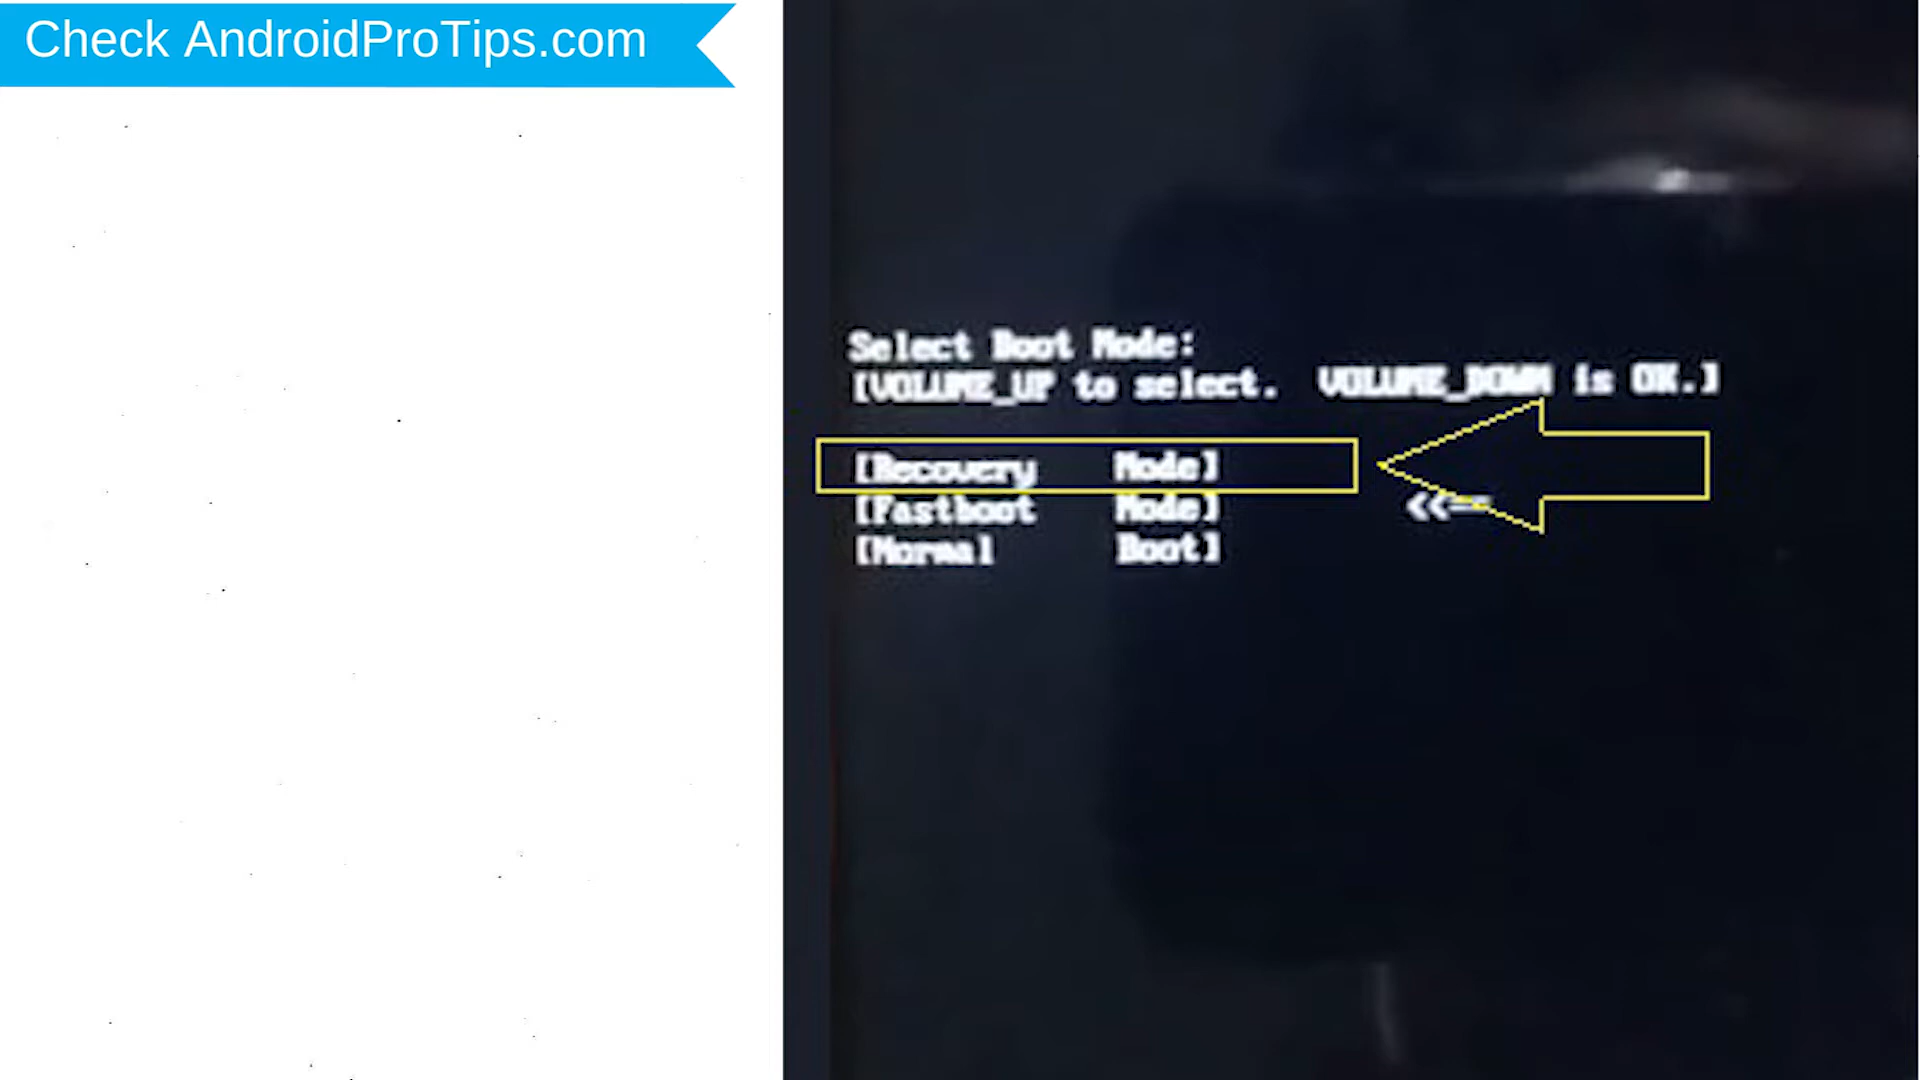 Check AndroidProTips.com
Select Boot Mode:
[VOLUME_UP to select.  VOLUME_DOWN is OK.]
[Recovery    Mode]
[Fastboot    Mode]    <<==
[Normal      Boot]